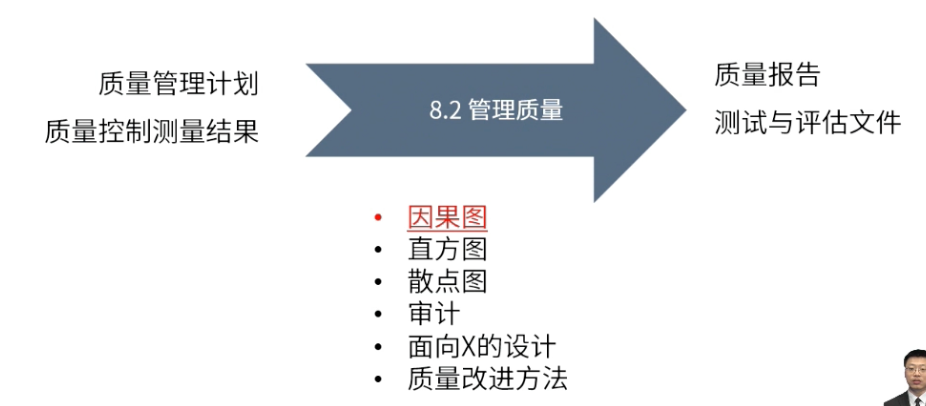 质量管理计划
质量控制测量结果
8.2 管理质量
质量报告
测试与评估文件
因果图
直方图
散点图
审计
面向X的设计
质量改进方法